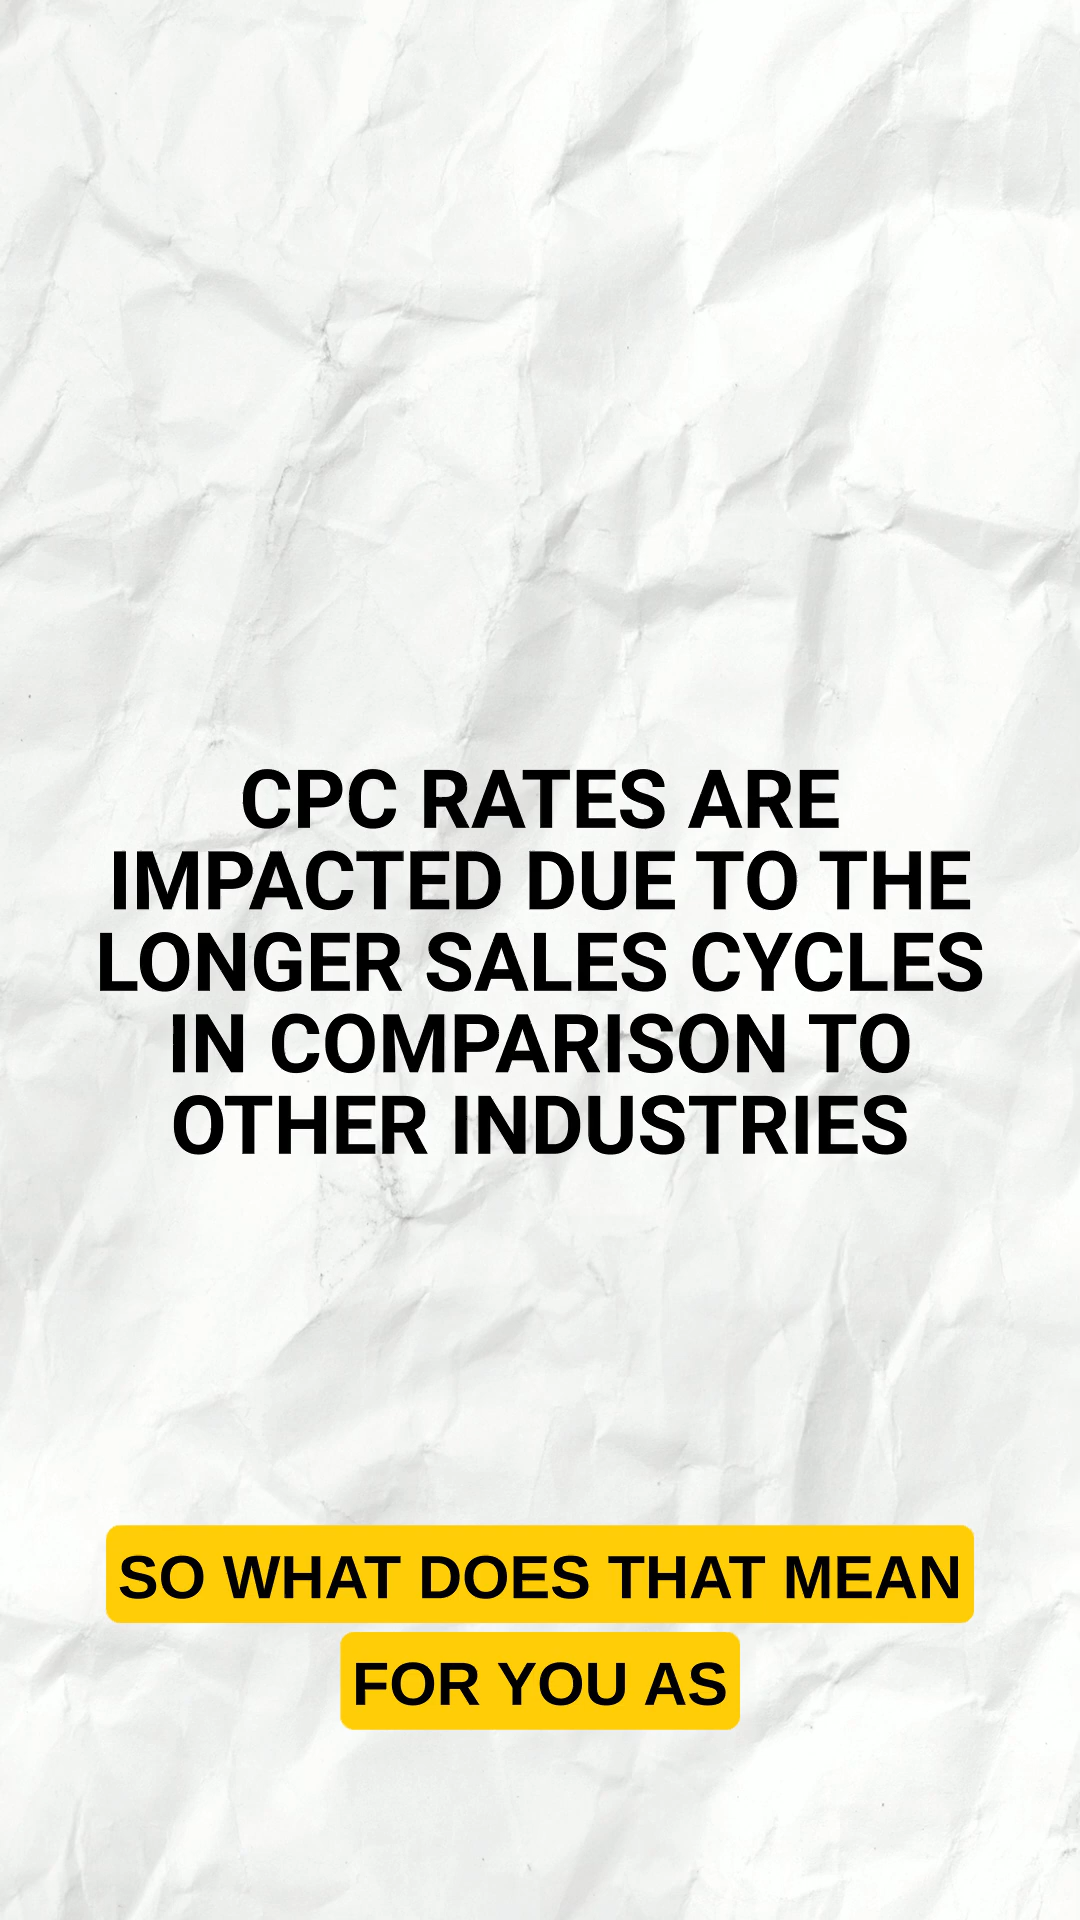 CPC RATES ARE
IMPACTED DUE TO THE
LONGER SALES CYCLES
IN COMPARISON TO
OTHER INDUSTRIES
SO WHAT DOES THAT MEAN
FOR YOU AS